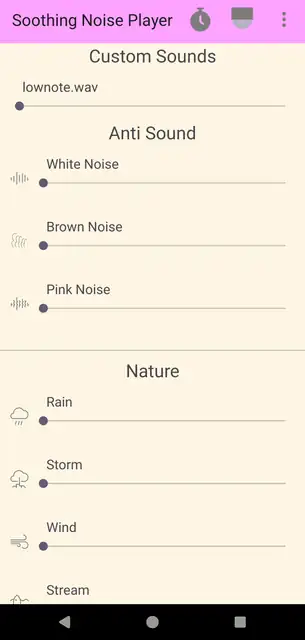 Soothing Noise Player
Custom Sounds
lownote.wav
Anti Sound
White Noise
Brown Noise
Pink Noise
Nature
Rain
Storm
Wind
Stream